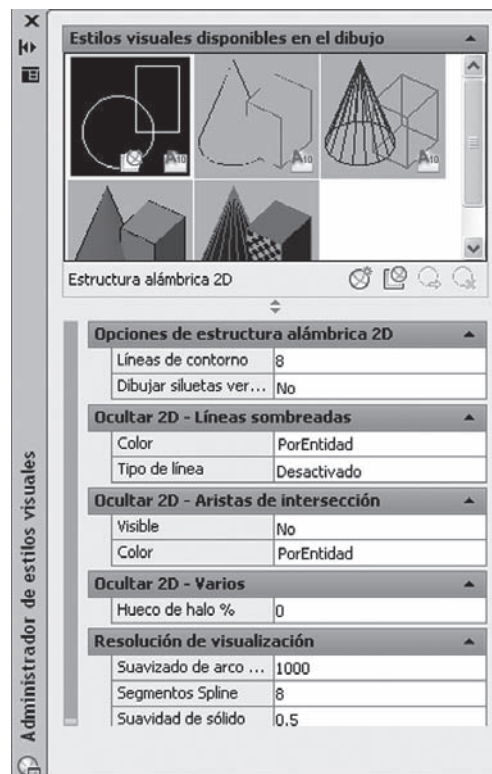 Estilos visuales disponibles en el dibujo
Estructura alámbrica 2D
Opciones de estructura alámbrica 2D
Líneas de contorno 8
Dibujar siluetas ver... No
Ocultar 2D - Líneas sombreadas
Color PorEntidad
Tipo de línea Desactivado
Ocultar 2D - Aristas de intersección
Visible No
Color PorEntidad
Ocultar 2D - Varios
Hueco de halo % 0
Resolución de visualización
Suavizado de arco ... 1000
Segmentos Spline 8
Suavidad de sólido 0.5
Administrador de estilos visuales